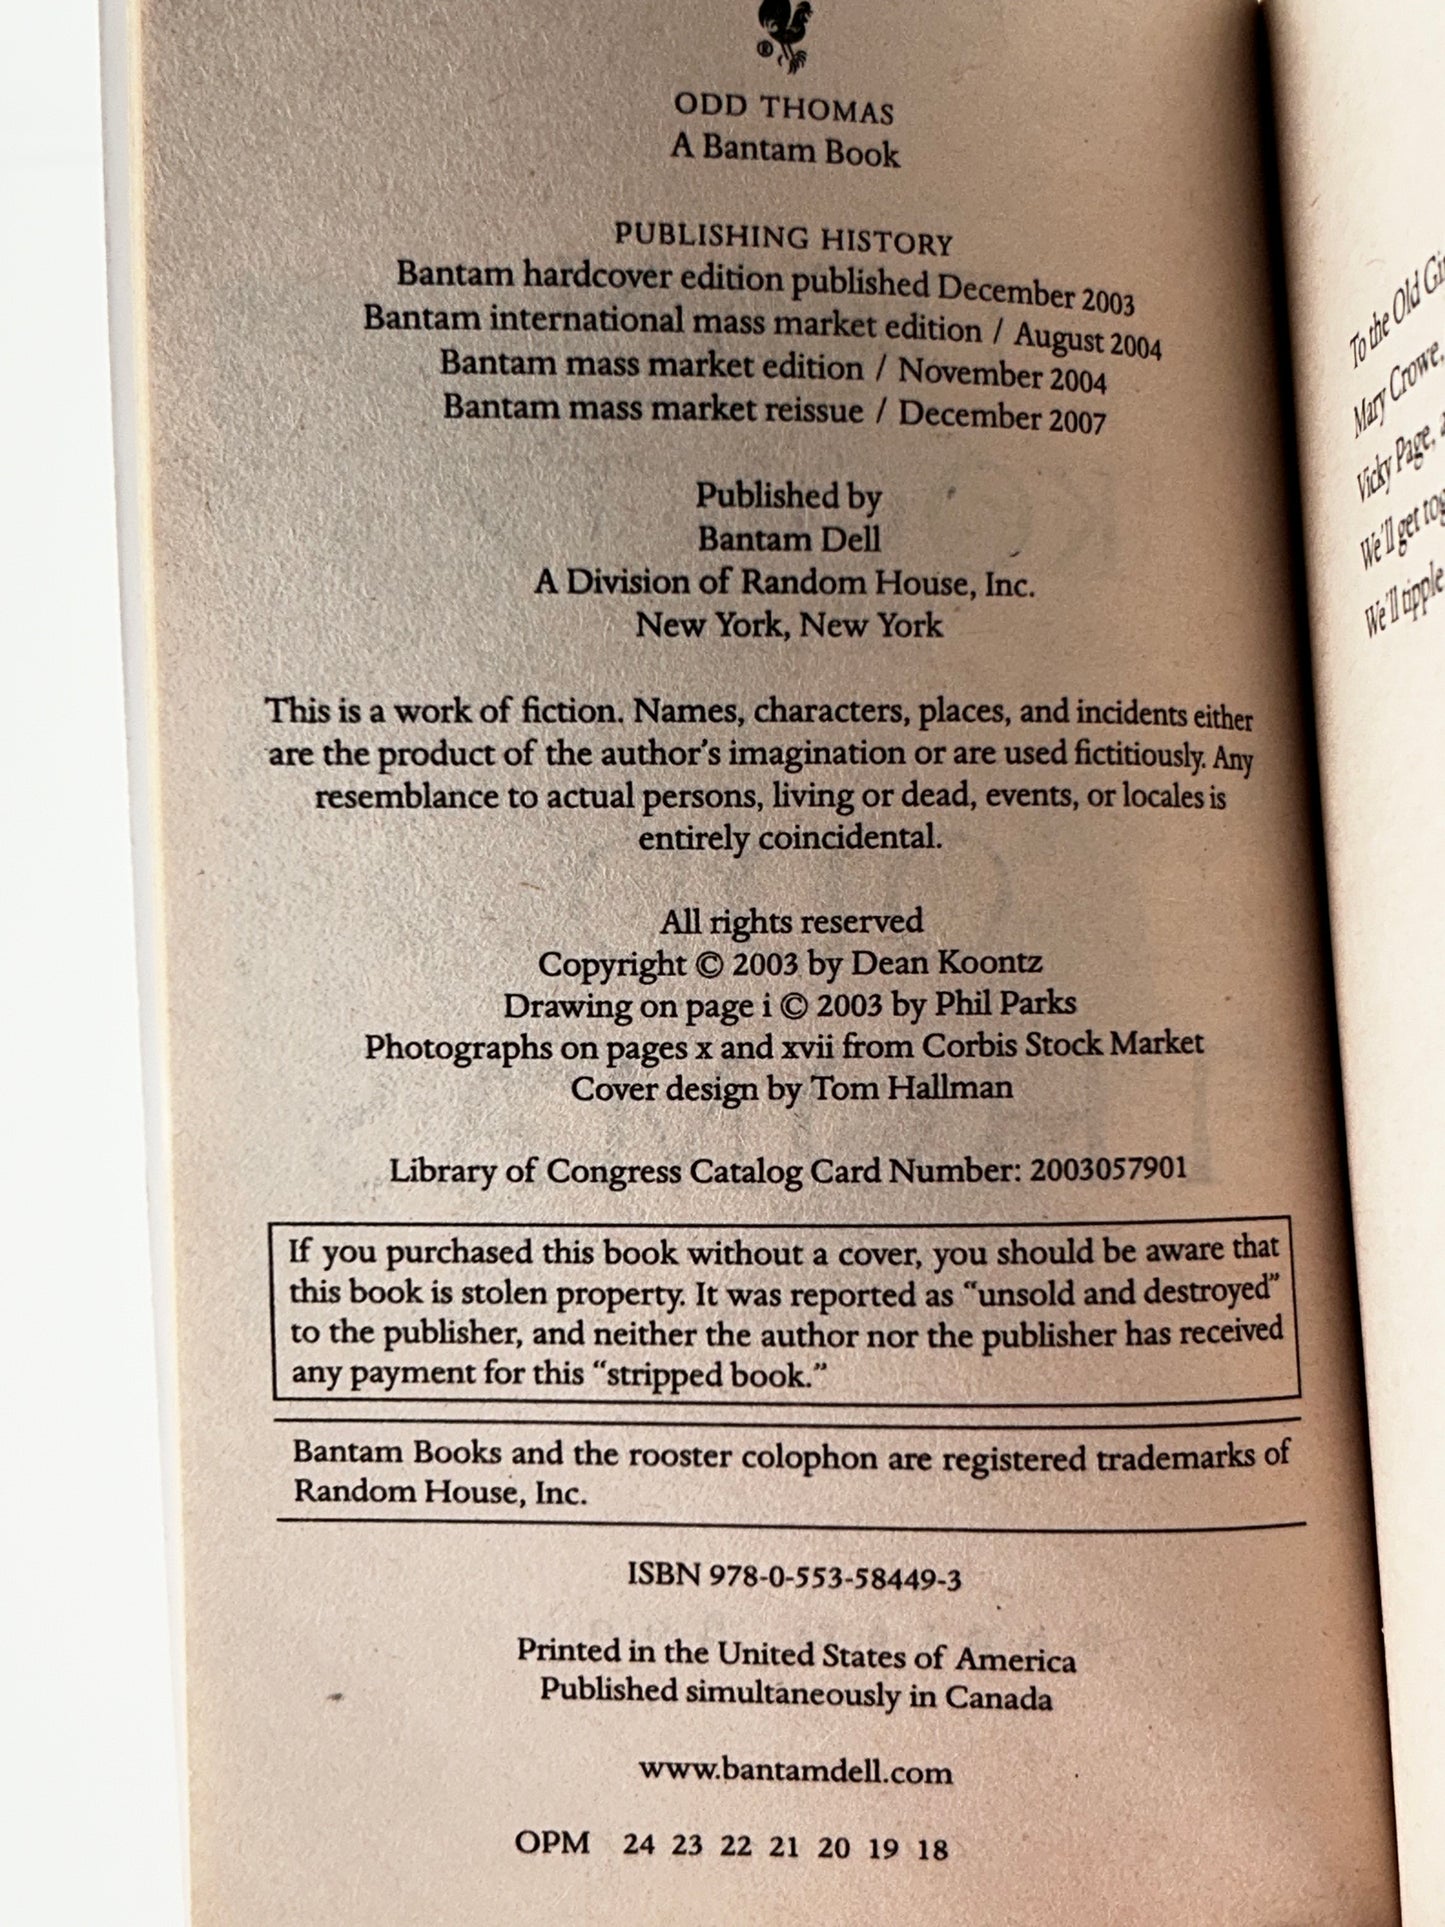 ®
ODD THOMAS
A Bantam Book
PUBLISHING HISTORY
Bantam hardcover edition published December 2003
Bantam international mass market edition / August 2004
Bantam mass market edition / November 2004
Bantam mass market reissue / December 2007
Published by
Bantam Dell
A Division of Random House, Inc.
New York, New York
This is a work of fiction. Names, characters, places, and incidents either
are the product of the author's imagination or are used fictitiously. Any
resemblance to actual persons, living or dead, events, or locales is
entirely coincidental.
All rights reserved
Copyright © 2003 by Dean Koontz
Drawing on page i © 2003 by Phil Parks
Photographs on pages x and xvii from Corbis Stock Market
Cover design by Tom Hallman
Library of Congress Catalog Card Number: 2003057901
If you purchased this book without a cover, you should be aware that
this book is stolen property. It was reported as "unsold and destroyed"
to the publisher, and neither the author nor the publisher has received
any payment for this "stripped book."
Bantam Books and the rooster colophon are registered trademarks of
Random House, Inc.
ISBN 978-0-553-58449-3
Printed in the United States of America
Published simultaneously in Canada
www.bantamdell.com
OPM 24 23 22 21 20 19 18
To the Old
Mary Crowe,
Vicky Page,
We'll get
We'll tipple